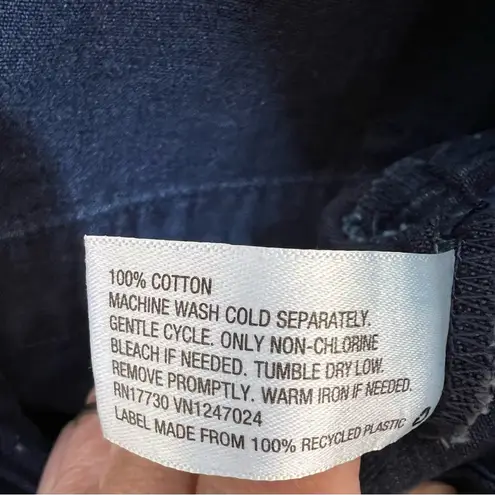 100% COTTON
MACHINE WASH COLD SEPARATELY.
GENTLE CYCLE. ONLY NON-CHLORINE
BLEACH IF NEEDED. TUMBLE DRY LOW.
REMOVE PROMPTLY. WARM IRON IF NEEDED.
RN17730 VN1247024
LABEL MADE FROM 100% RECYCLED PLASTIC